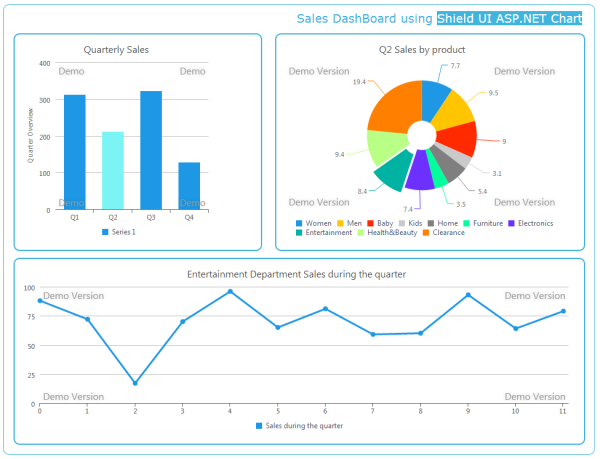 Sales DashBoard using Shield UI ASP.NET Chart
Quarterly Sales
Demo Demo
400
300
200
100
0
Quarter Overview
Demo Demo
Q1 Q2 Q3 Q4
Series 1
Q2 Sales by product
Demo Version Demo Version
7.7
9.5
9
3.1
5.4
3.5
7.4
8.4
9.4
19.4
Demo Version Demo Version
Women Men Baby Kids Home Furniture Electronics
Entertainment Health&Beauty Clearance
Entertainment Department Sales during the quarter
100
75
50
25
0
Demo Version Demo Version
Demo Version Demo Version
0 1 2 3 4 5 6 7 8 9 10 11
Sales during the quarter